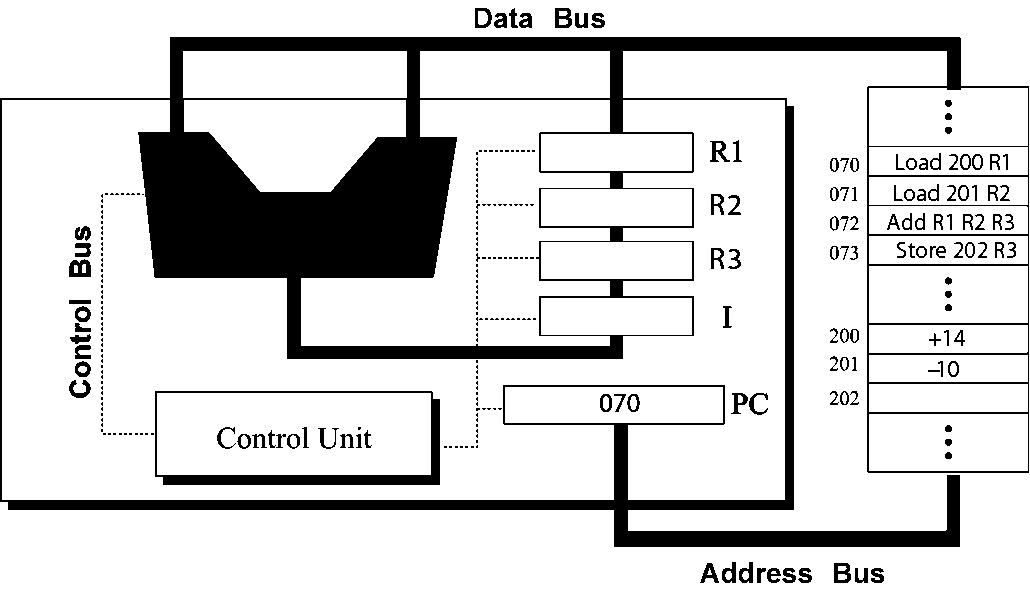 Data Bus
R1
R2
R3
I
070
PC
Control Bus
Control Unit
070 Load 200 R1
071 Load 201 R2
072 Add R1 R2 R3
073 Store 202 R3
200 +14
201 –10
202
Address Bus